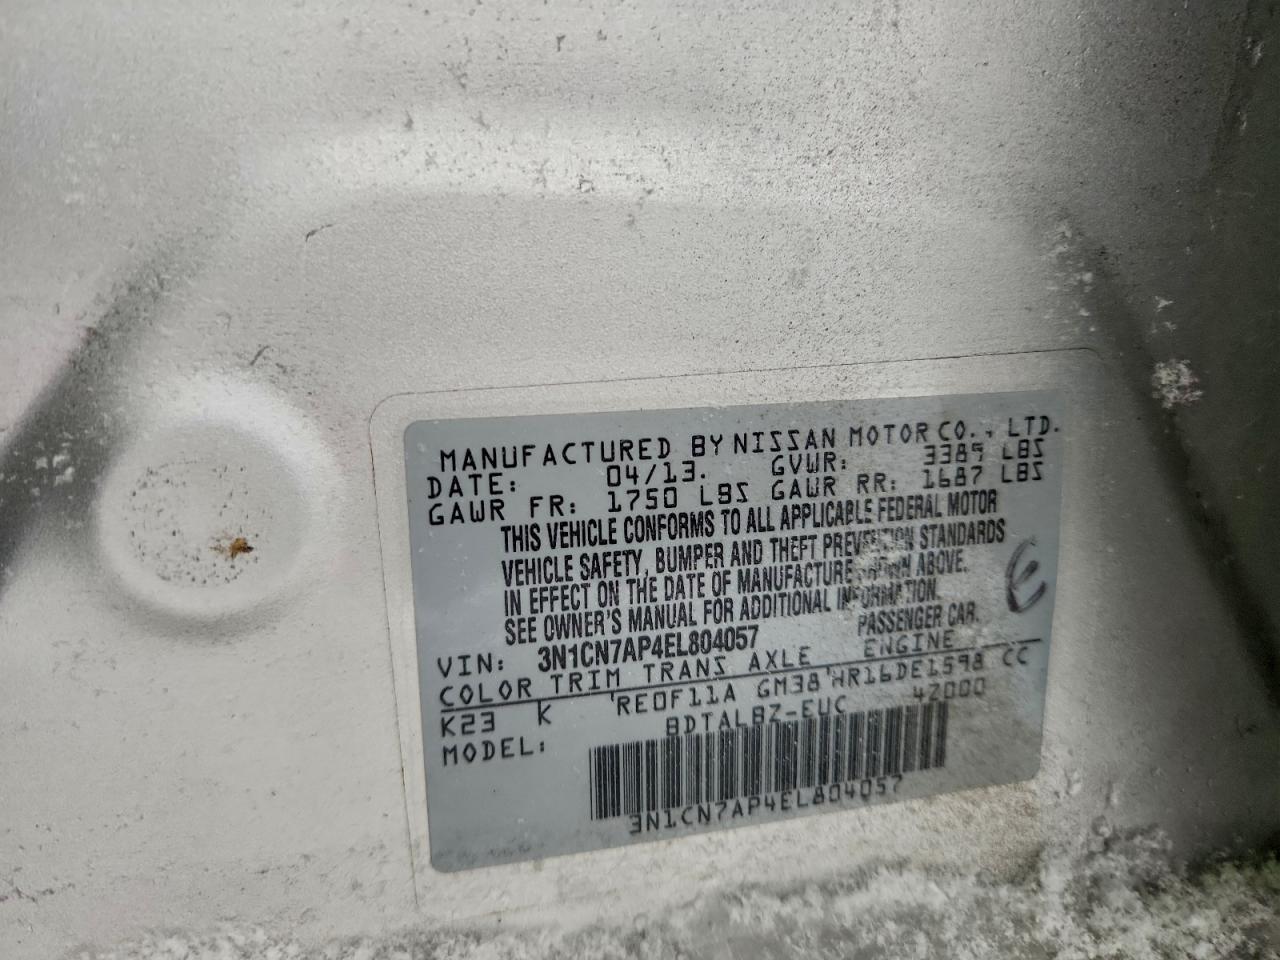 MANUFACTURED BY NISSAN MOTOR CO., LTD.
DATE: 04/13. GVWR: 3389 LBS
GAWR FR: 1750 LBS GAWR RR: 1687 LBS
THIS VEHICLE CONFORMS TO ALL APPLICABLE FEDERAL MOTOR
VEHICLE SAFETY, BUMPER AND THEFT PREVENTION STANDARDS
IN EFFECT ON THE DATE OF MANUFACTURE SHOWN ABOVE.
SEE OWNER'S MANUAL FOR ADDITIONAL INFORMATION.
VIN: 3N1CN7AP4EL804057 PASSENGER CAR.
COLOR TRIM TRANS AXLE ENGINE
K23 K RE0F11A GM38 HR16DE1598 CC
MODEL: BDTALBZ-EUC 42000
3N1CN7AP4EL804057